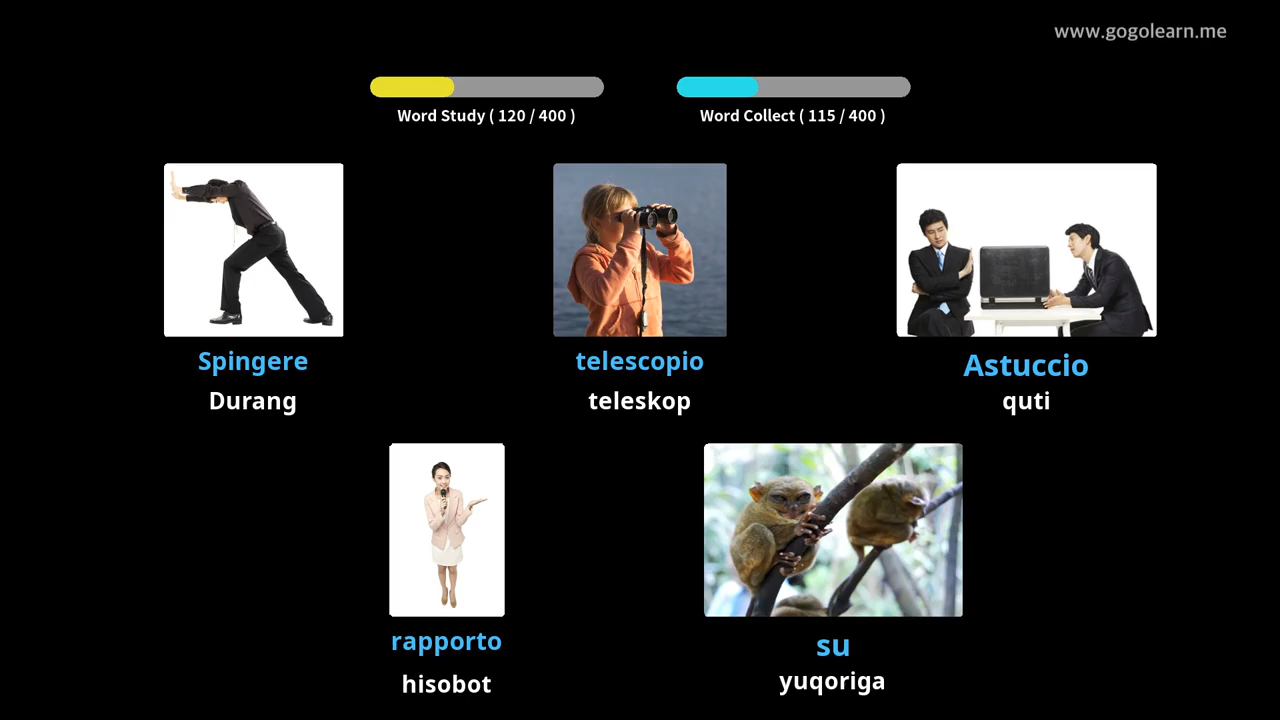 www.gogolearn.me
Word Study ( 120 / 400 )
Word Collect ( 115 / 400 )
Spingere
Durang
telescopio
teleskop
Astuccio
quti
rapporto
hisobot
su
yuqoriga